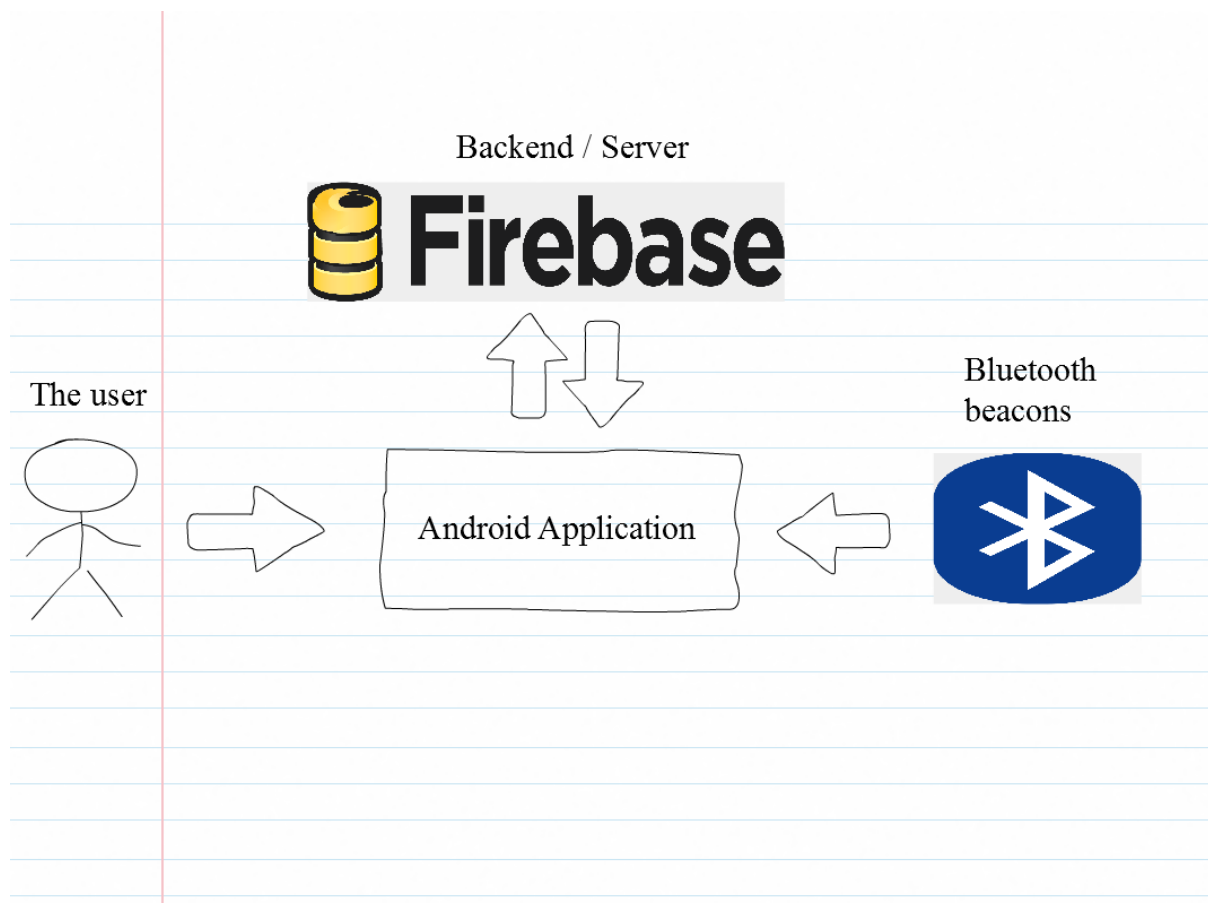 Backend / Server
Firebase
The user
Bluetooth
beacons
Android Application